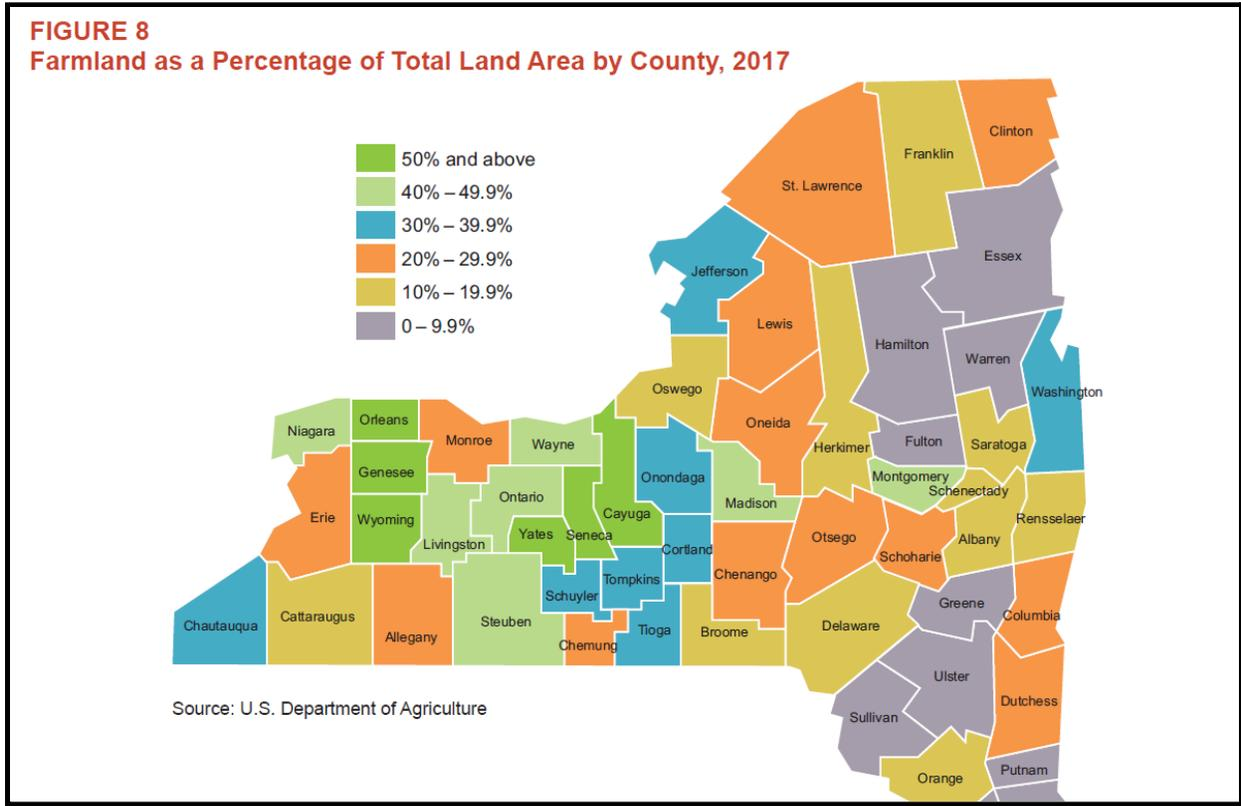 FIGURE 8
Farmland as a Percentage of Total Land Area by County, 2017
50% and above
40% – 49.9%
30% – 39.9%
20% – 29.9%
10% – 19.9%
0 – 9.9%
Clinton
Franklin
St. Lawrence
Essex
Jefferson
Lewis
Hamilton
Warren
Washington
Oswego
Oneida
Herkimer
Fulton
Saratoga
Niagara
Orleans
Monroe
Wayne
Genesee
Onondaga
Montgomery
Schenectady
Ontario
Madison
Erie
Wyoming
Livingston
Yates
Seneca
Cayuga
Cortland
Otsego
Schoharie
Albany
Rensselaer
Chautauqua
Cattaraugus
Allegany
Steuben
Schuyler
Tompkins
Chemung
Tioga
Chenango
Broome
Delaware
Greene
Columbia
Ulster
Sullivan
Dutchess
Orange
Putnam
Source: U.S. Department of Agriculture